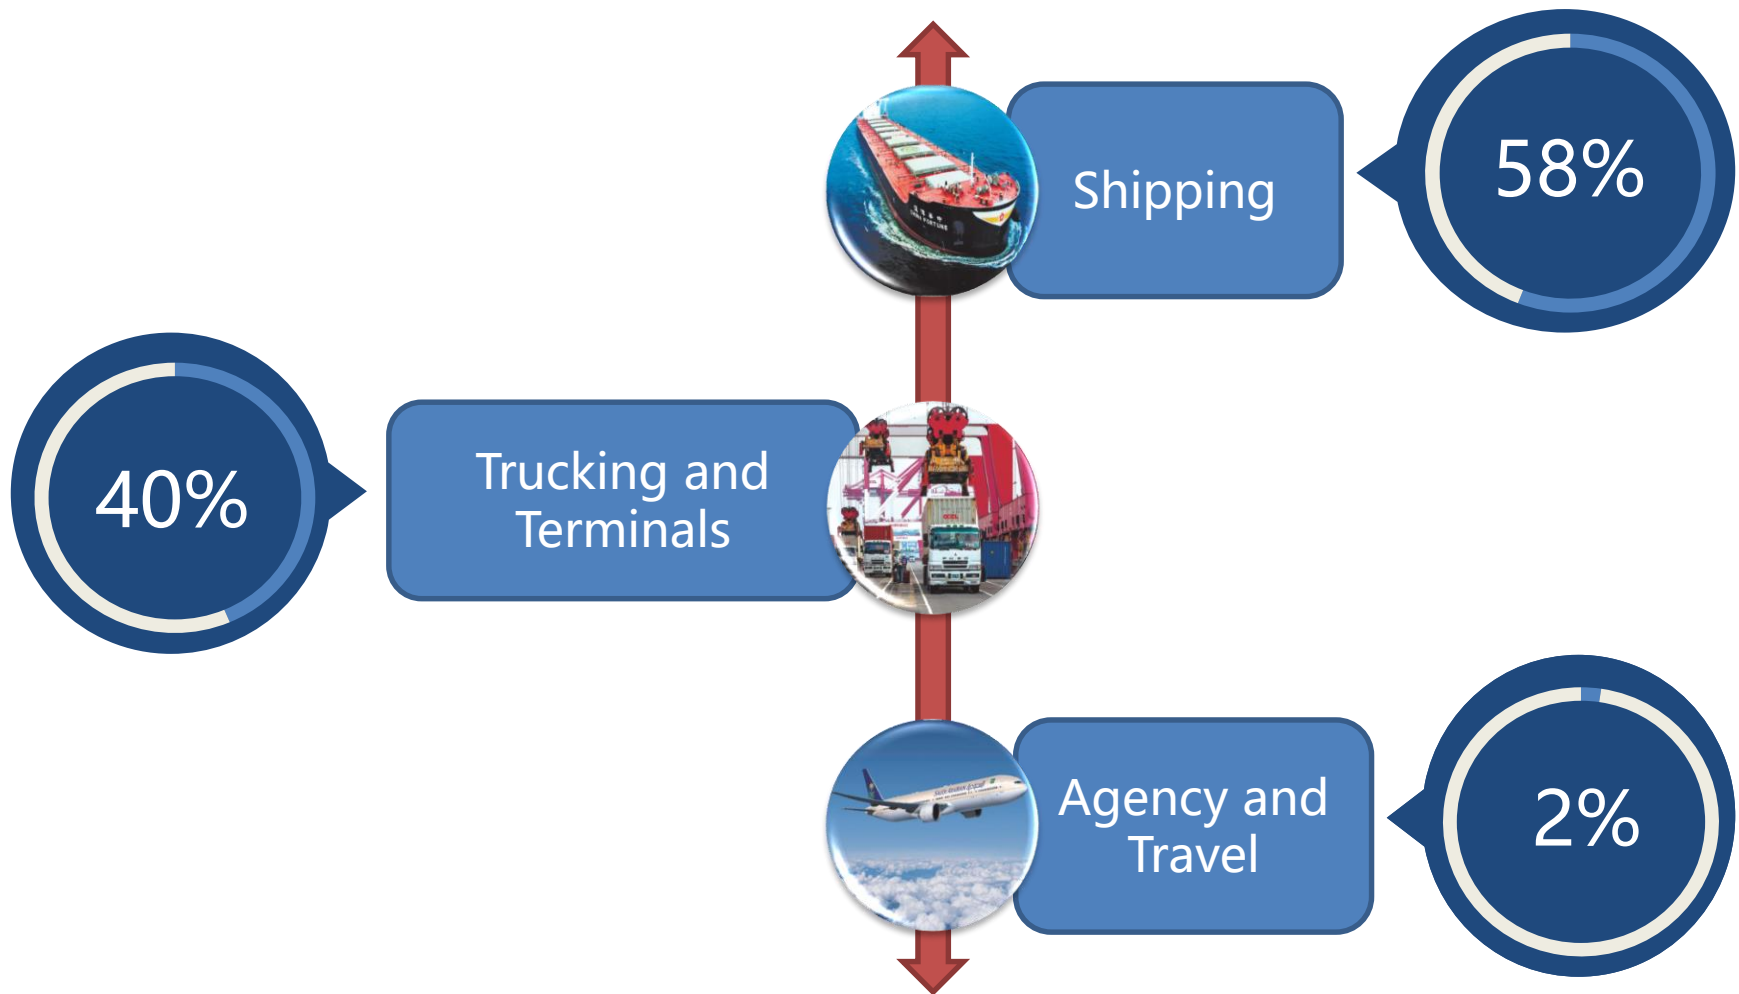 Shipping
58%
40%
Trucking and
Terminals
Agency and
Travel
2%